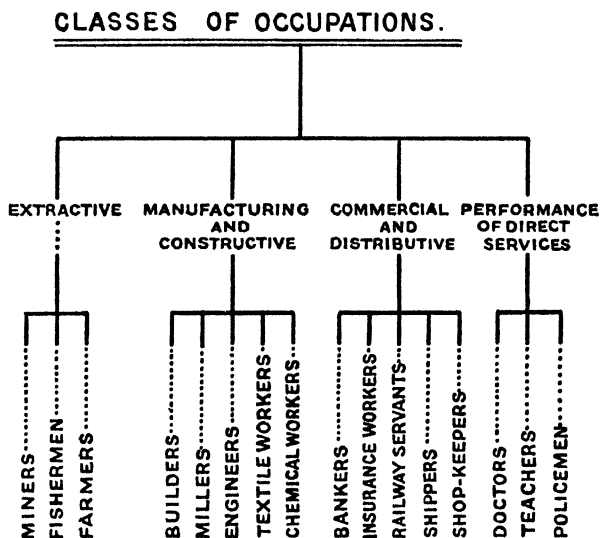 CLASSES OF OCCUPATIONS.
EXTRACTIVE
MANUFACTURING
AND
CONSTRUCTIVE
COMMERCIAL
AND
DISTRIBUTIVE
PERFORMANCE
OF DIRECT
SERVICES
MINERS
FISHERMEN
FARMERS
BUILDERS
MILLERS
ENGINEERS
TEXTILE WORKERS
CHEMICAL WORKERS
BANKERS
INSURANCE WORKERS
RAILWAY SERVANTS
SHIPPERS
SHOP-KEEPERS
DOCTORS
TEACHERS
POLICEMEN